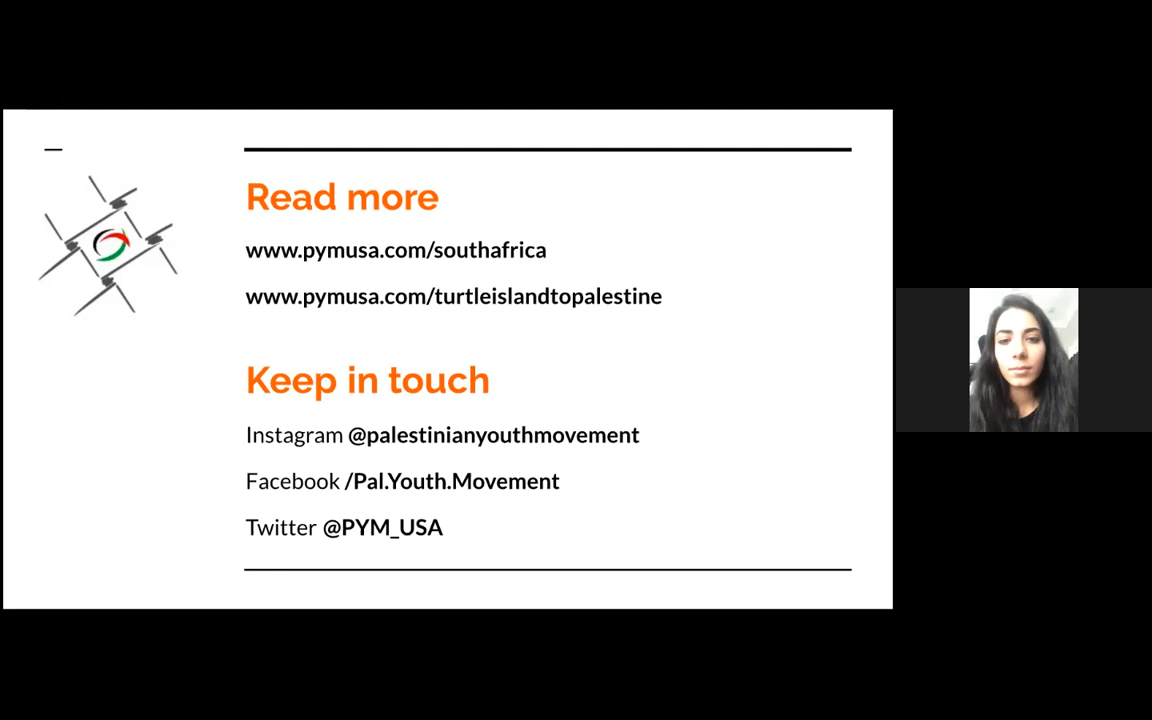 Read more
www.pymusa.com/southafrica
www.pymusa.com/turtleislandtopalestine
Keep in touch
Instagram @palestinianyouthmovement
Facebook /Pal.Youth.Movement
Twitter @PYM_USA